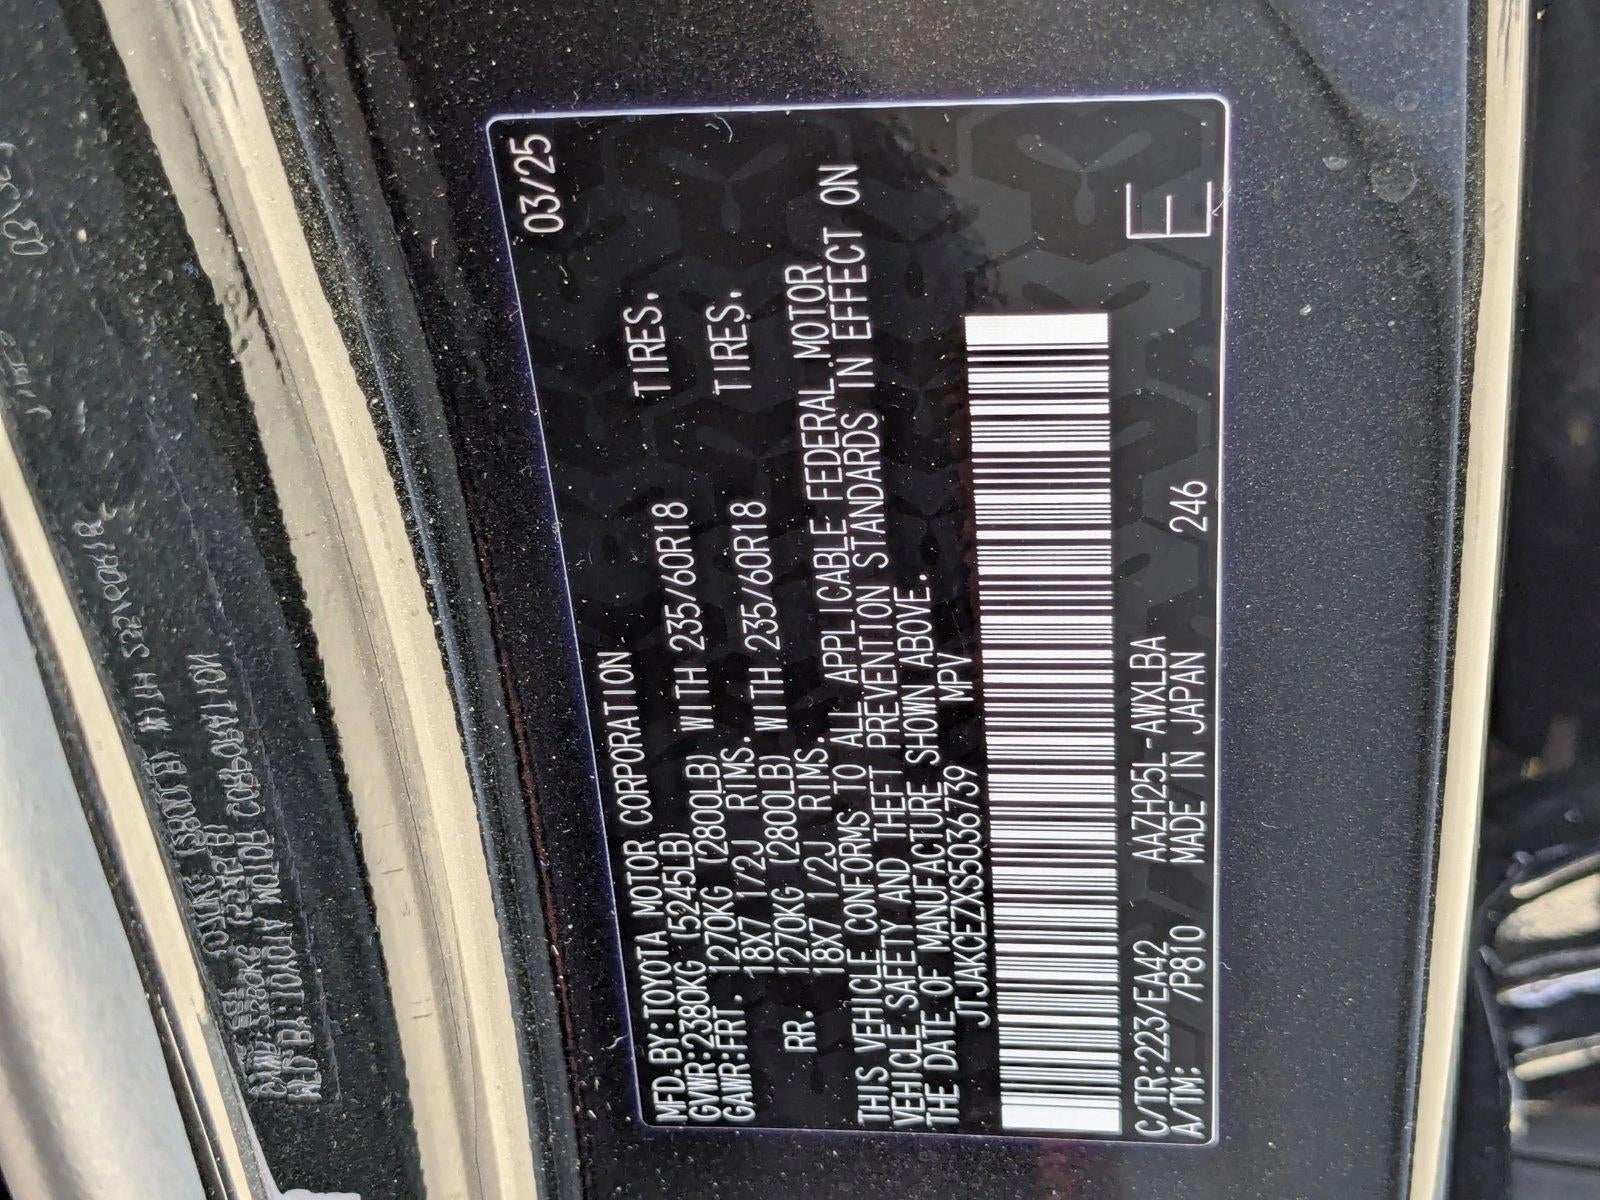 03/25
MFD.BY:TOYOTA MOTOR CORPORATION
GVWR:2380KG (5245LB)
GAWR:FRT. 1270KG (2800LB) WITH 235/60R18 TIRES.
18X7 1/2J RIMS.
RR. 1270KG (2800LB) WITH 235/60R18 TIRES.
18X7 1/2J RIMS.
THIS VEHICLE CONFORMS TO ALL APPLICABLE FEDERAL MOTOR
VEHICLE SAFETY AND THEFT PREVENTION STANDARDS IN EFFECT ON
THE DATE OF MANUFACTURE SHOWN ABOVE.
JTJAKCEZXS5036739 MPV
C/TR:223/EA42 AAZH25L-AWXLBA
A/TM: /P810 MADE IN JAPAN 246
E